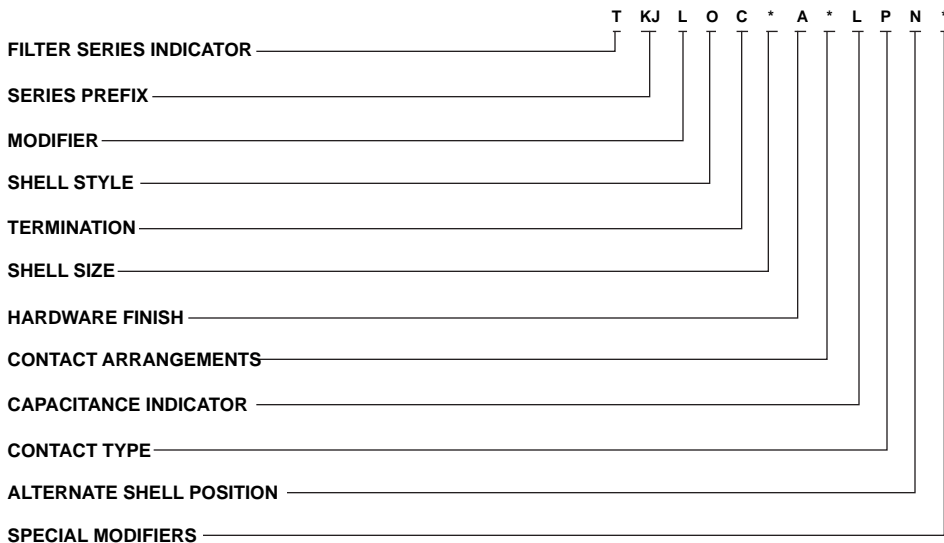 T KJ L O C * A * L P N *
FILTER SERIES INDICATOR
SERIES PREFIX
MODIFIER
SHELL STYLE
TERMINATION
SHELL SIZE
HARDWARE FINISH
CONTACT ARRANGEMENTS
CAPACITANCE INDICATOR
CONTACT TYPE
ALTERNATE SHELL POSITION
SPECIAL MODIFIERS